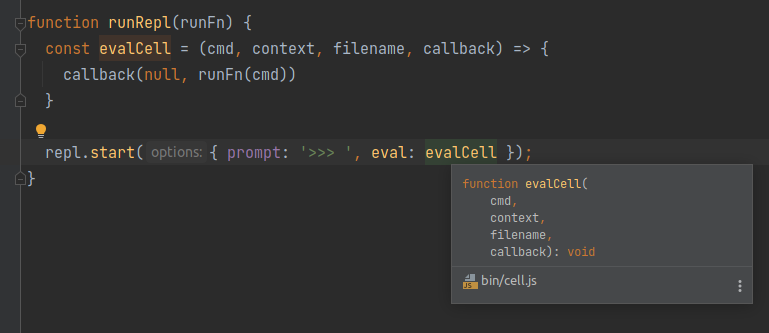 function runRepl(runFn) {
  const evalCell = (cmd, context, filename, callback) => {
    callback(null, runFn(cmd))
  }
  repl.start( options: { prompt: '>>> ', eval: evalCell });
}
function evalCell(
    cmd,
    context,
    filename,
    callback): void
JS bin/cell.js